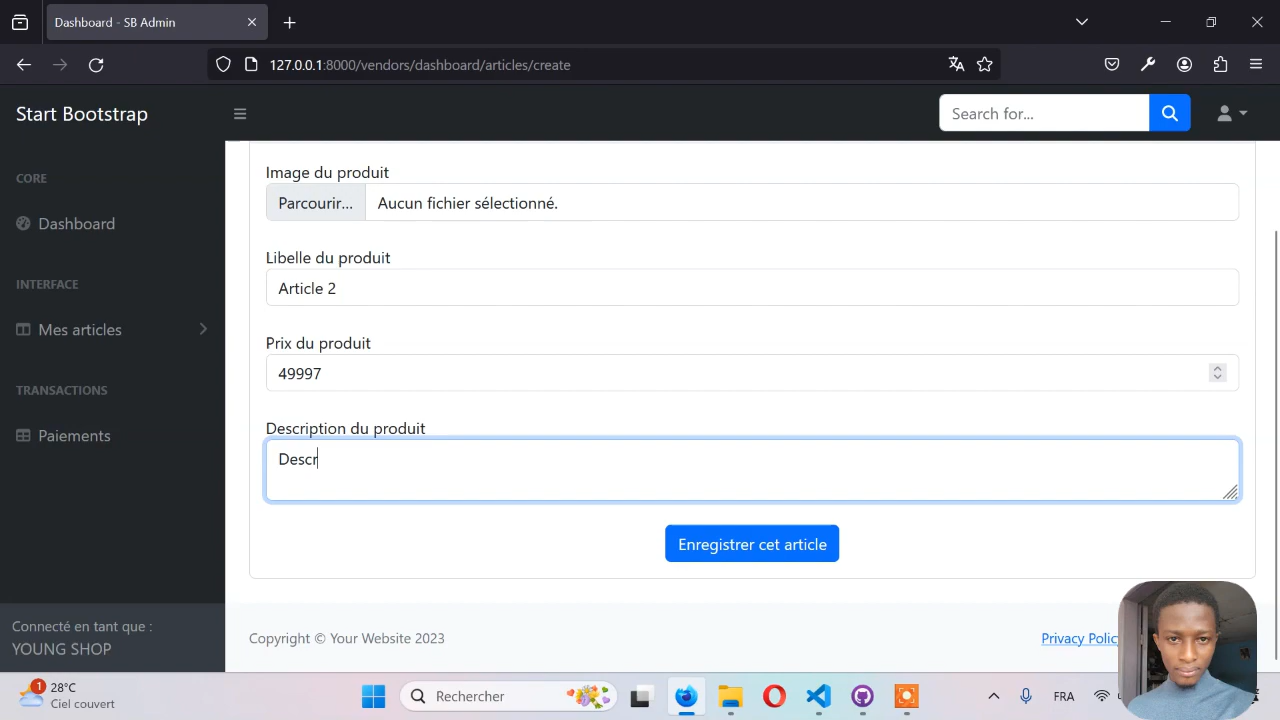 Dashboard - SB Admin
127.0.0.1:8000/vendors/dashboard/articles/create
Start Bootstrap
Search for...
CORE
Dashboard
INTERFACE
Mes articles
TRANSACTIONS
Paiements
Connecté en tant que :
YOUNG SHOP
Image du produit
Parcourir... Aucun fichier sélectionné.
Libelle du produit
Article 2
Prix du produit
49997
Description du produit
Descr
Enregistrer cet article
Copyright © Your Website 2023
Privacy Policy
1
28°C
Ciel couvert
Rechercher
FRA